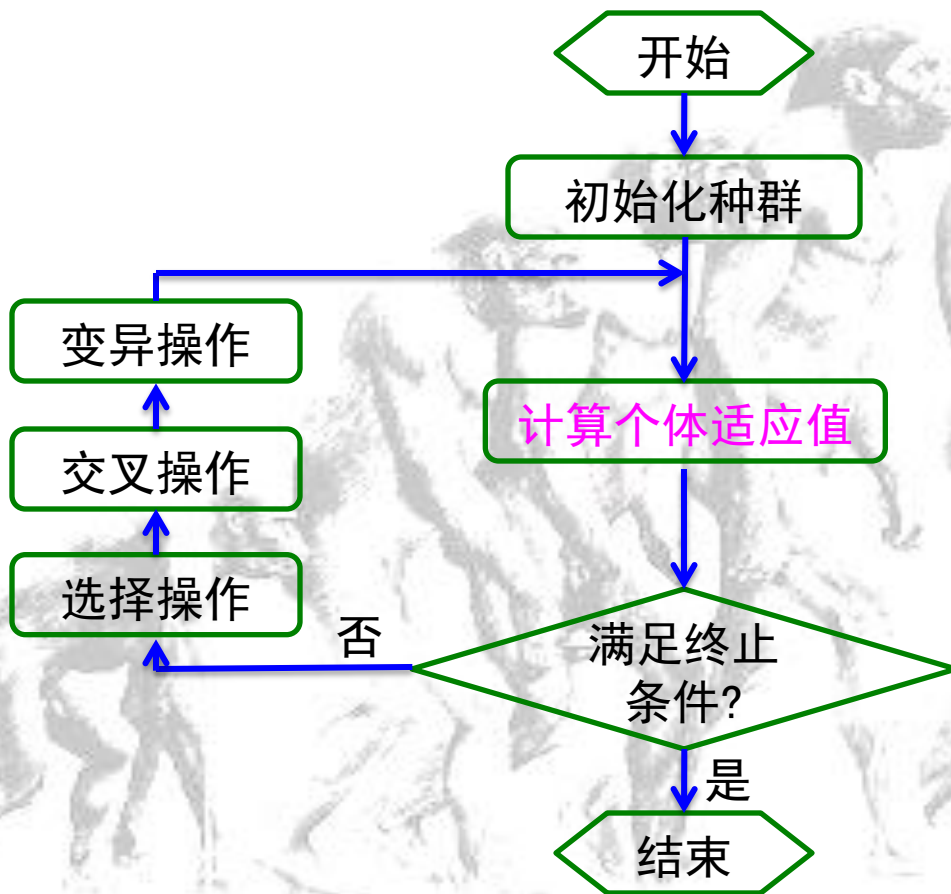 开始
初始化种群
变异操作
计算个体适应值
交叉操作
选择操作
否
满足终止
条件?
是
结束